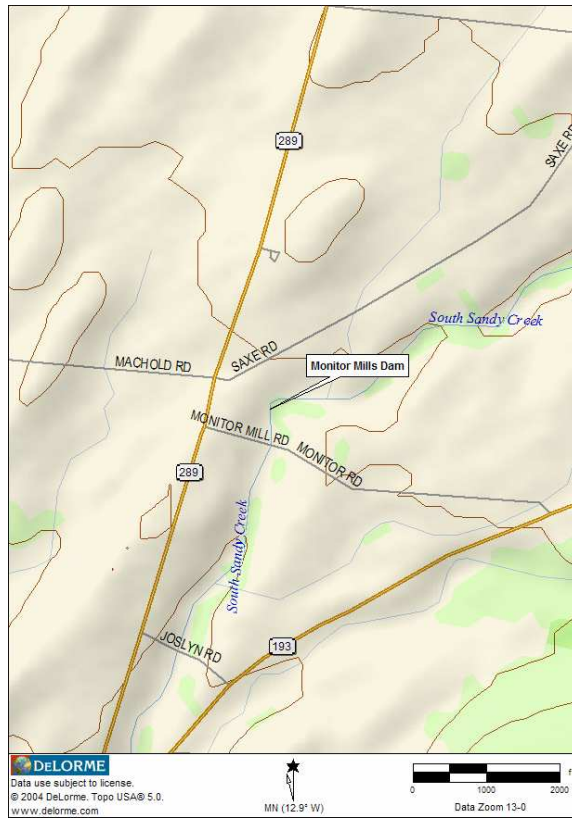 289
SAXE RD
South Sandy Creek
MACHOLD RD
SAXE RD
Monitor Mills Dam
MONITOR MILL RD
MONITOR RD
289
South Sandy Creek
193
JOSLYN RD
DELORME
Data use subject to license.
© 2004 DeLorme. Topo USA® 5.0.
www.delorme.com
MN (12.9° W)
0 1000 2000
Data Zoom 13-0